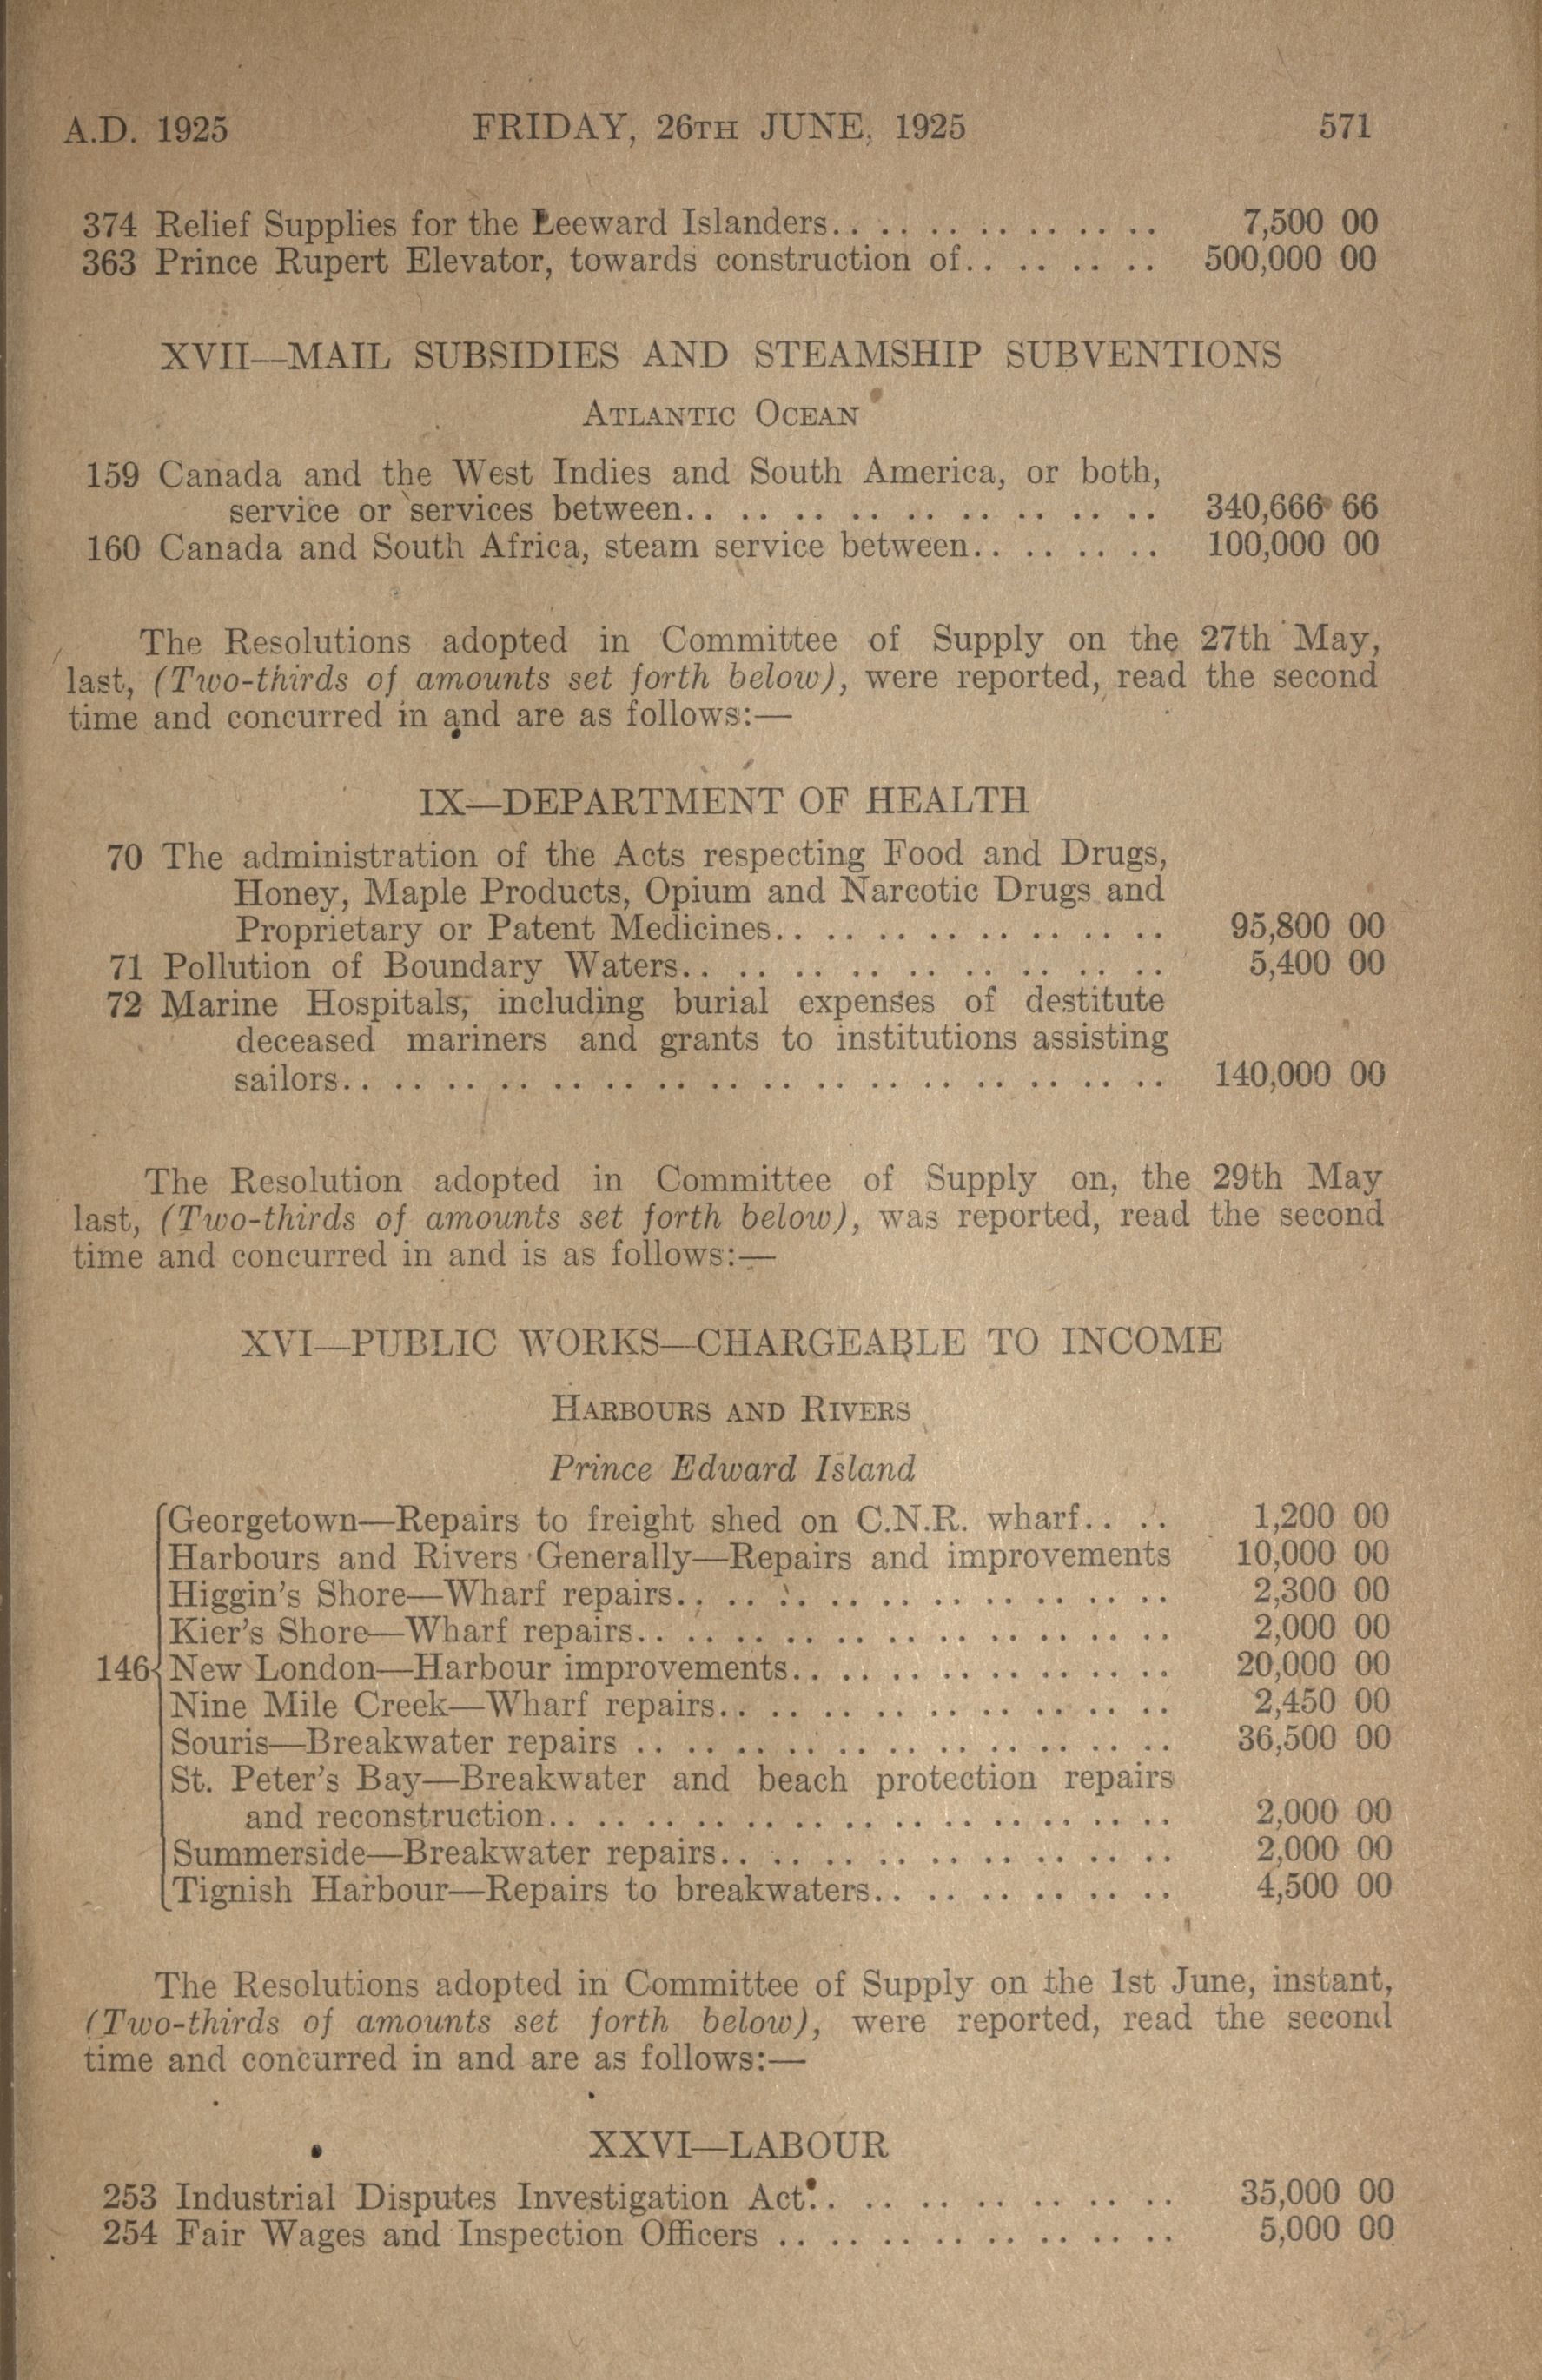 A.D. 1925 FRIDAY, 26TH JUNE, 1925 571
374 Relief Supplies for the Leeward Islanders.. .. .. .. .. .. .. 7,500 00
363 Prince Rupert Elevator, towards construction of.. .. .. .. 500,000 00
XVII—MAIL SUBSIDIES AND STEAMSHIP SUBVENTIONS
ATLANTIC OCEAN
159 Canada and the West Indies and South America, or both,
service or services between.. .. .. .. .. .. .. .. .. 340,666 66
160 Canada and South Africa, steam service between.. .. .. .. 100,000 00
The Resolutions adopted in Committee of Supply on the 27th May,
last, (Two-thirds of amounts set forth below), were reported, read the second
time and concurred in and are as follows:—
IX—DEPARTMENT OF HEALTH
70 The administration of the Acts respecting Food and Drugs,
Honey, Maple Products, Opium and Narcotic Drugs and
Proprietary or Patent Medicines.. .. .. .. .. .. .. .. 95,800 00
71 Pollution of Boundary Waters.. .. .. .. .. .. .. .. .. 5,400 00
72 Marine Hospitals, including burial expenses of destitute
deceased mariners and grants to institutions assisting
sailors.. .. .. .. .. .. .. .. .. .. .. .. .. .. .. .. 140,000 00
The Resolution adopted in Committee of Supply on, the 29th May
last, (Two-thirds of amounts set forth below), was reported, read the second
time and concurred in and is as follows:—
XVI—PUBLIC WORKS—CHARGEABLE TO INCOME
HARBOURS AND RIVERS
Prince Edward Island
Georgetown—Repairs to freight shed on C.N.R. wharf.. .. 1,200 00
Harbours and Rivers Generally—Repairs and improvements 10,000 00
Higgin's Shore—Wharf repairs.. .. .. .. .. .. .. .. .. .. 2,300 00
Kier's Shore—Wharf repairs.. .. .. .. .. .. .. .. .. .. .. 2,000 00
146 New London—Harbour improvements.. .. .. .. .. .. .. .. 20,000 00
Nine Mile Creek—Wharf repairs.. .. .. .. .. .. .. .. .. 2,450 00
Souris—Breakwater repairs .. .. .. .. .. .. .. .. .. .. .. 36,500 00
St. Peter's Bay—Breakwater and beach protection repairs
and reconstruction.. .. .. .. .. .. .. .. .. .. .. .. .. 2,000 00
Summerside—Breakwater repairs.. .. .. .. .. .. .. .. .. 2,000 00
Tignish Harbour—Repairs to breakwaters.. .. .. .. .. .. 4,500 00
The Resolutions adopted in Committee of Supply on the 1st June, instant,
(Two-thirds of amounts set forth below), were reported, read the second
time and concurred in and are as follows:—
XXVI—LABOUR
253 Industrial Disputes Investigation Act.. .. .. .. .. .. .. 35,000 00
254 Fair Wages and Inspection Officers .. .. .. .. .. .. .. .. 5,000 00